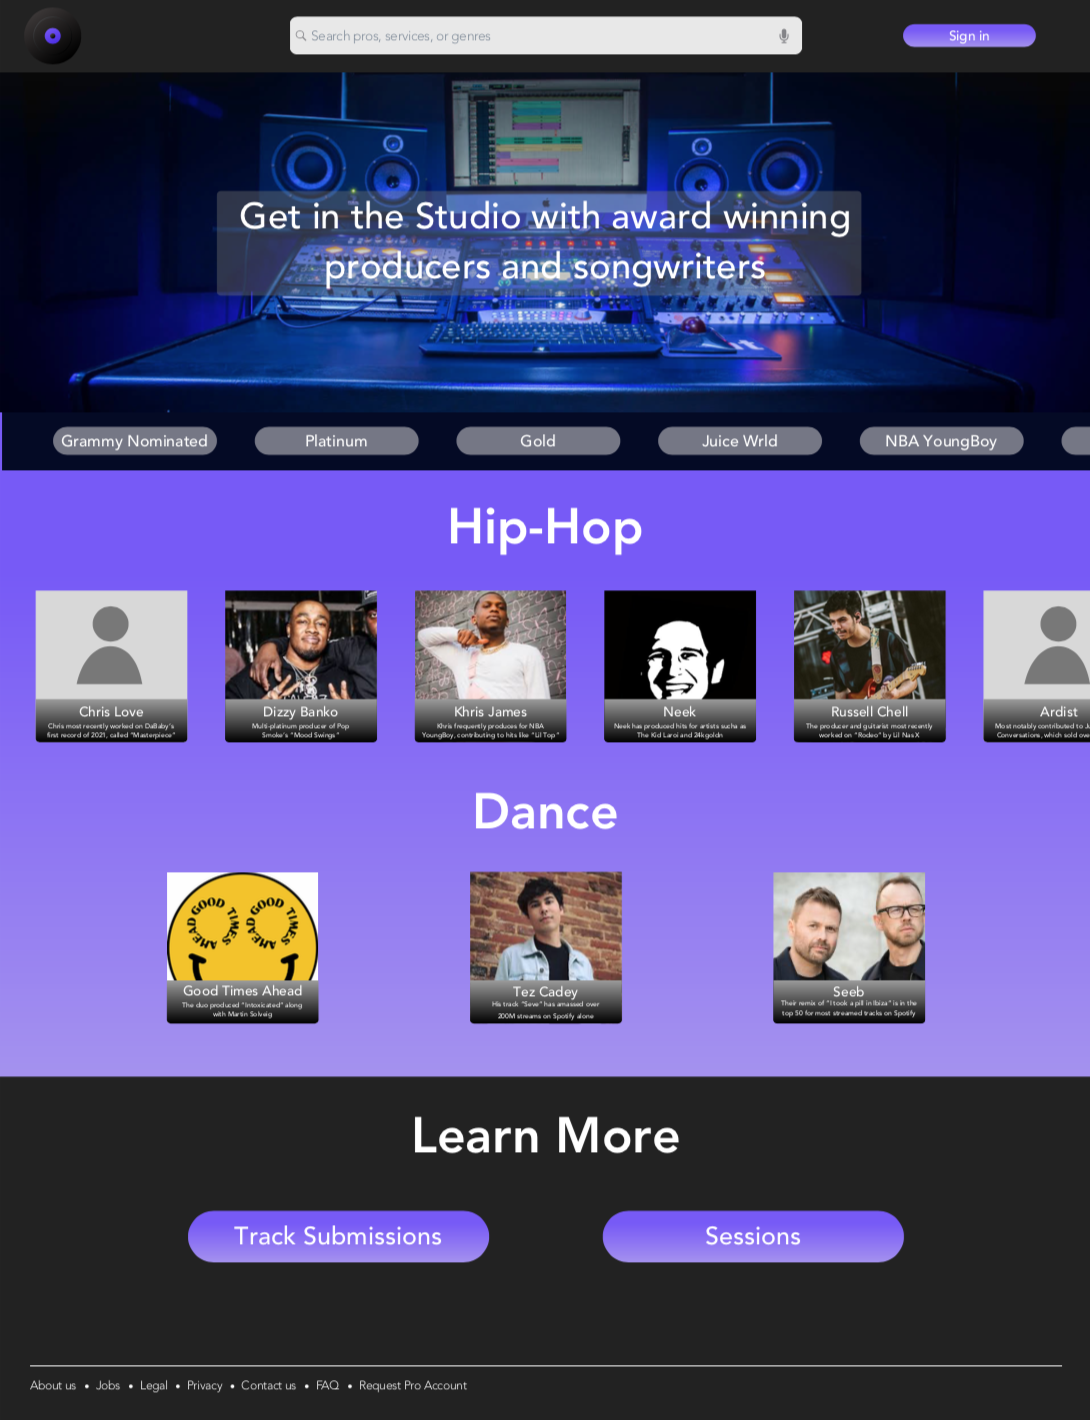 Search pros, services, or genres
Sign in
Get in the Studio with award winning
producers and songwriters
Grammy Nominated
Platinum
Gold
Juice Wrld
NBA YoungBoy
Hip-Hop
Chris Love
Chris most recently worked on DaBaby's
first record of 2021, called "Masterpiece"
Dizzy Banko
Multi-platinum producer of Pop
Smoke's "Mood Swings"
Khris James
Khris frequently produces for NBA
YoungBoy, contributing to hits like "Lil Top"
Neek
Neek has produced hits for artists sucha as
The Kid Laroi and 24kgoldn
Russell Chell
The producer and guitarist most recently
worked on "Rodeo" by Lil Nas X
Ardist
Most notably contributed to
Conversations, which sold
Dance
GOOD TIMES AHEAD
GOOD TIMES AHEAD
Good Times Ahead
The duo produced "Intoxicated" along
with Martin Solveig
Tez Cadey
His track "Seve" has amassed over
200M streams on Spotify alone
Seeb
Their remix of "I took a pill in Ibiza" is in the
top 50 for most streamed tracks on Spotify
Learn More
Track Submissions
Sessions
About us • Jobs • Legal • Privacy • Contact us • FAQ • Request Pro Account